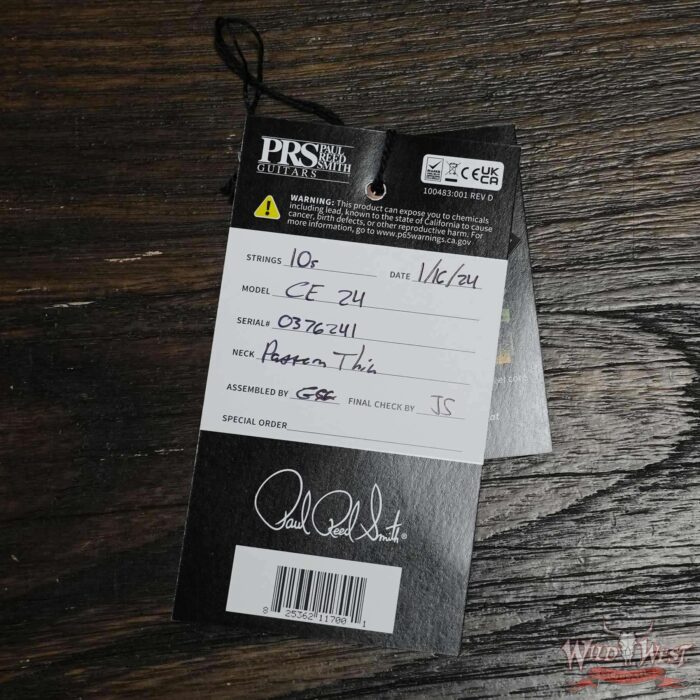 PRS PAUL REED SMITH
GUITARS
CE UK CA
100483:001 REV D
WARNING: This product can expose you to chemicals
including lead, known to the state of California to cause
cancer, birth defects, or other reproductive harm. For
more information, go to www.p65warnings.ca.gov
STRINGS 10s DATE 1/16/24
MODEL CE 24
SERIAL# 0376241
NECK Pattern Thin
ASSEMBLED BY FINAL CHECK BY JS
SPECIAL ORDER
Paul Reed Smith®
8 25362 11700 1
WILD WEST